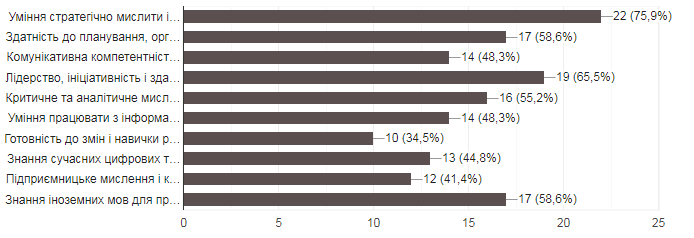 Уміння стратегічно мислити і… 22 (75,9%)
Здатність до планування, орг… 17 (58,6%)
Комунікативна компетентніст… 14 (48,3%)
Лідерство, ініціативність і зда… 19 (65,5%)
Критичне та аналітичне мисл… 16 (55,2%)
Уміння працювати з інформа… 14 (48,3%)
Готовність до змін і навички р… 10 (34,5%)
Знання сучасних цифрових т… 13 (44,8%)
Підприємницьке мислення і к… 12 (41,4%)
Знання іноземних мов для пр… 17 (58,6%)
0 5 10 15 20 25